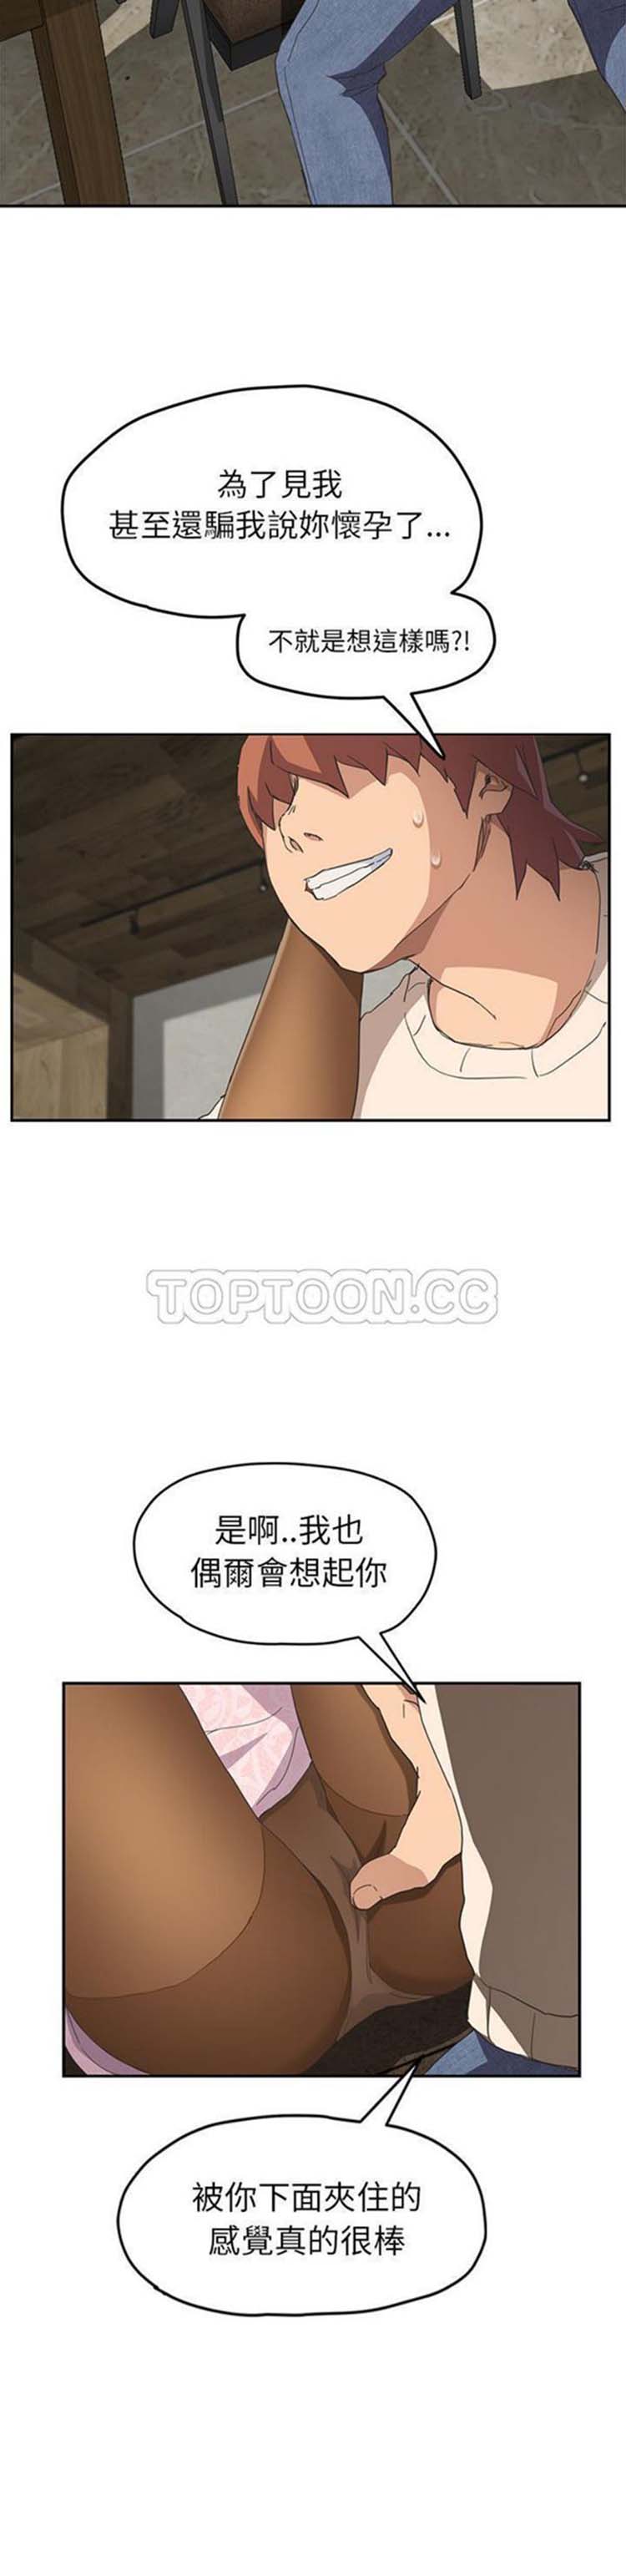 為了見我
甚至還騙我說妳懷孕了...
不就是想這樣嗎?!
TOPTOON.CC
是啊..我也
偶爾會想起你
被你下面夾住的
感覺真的很棒